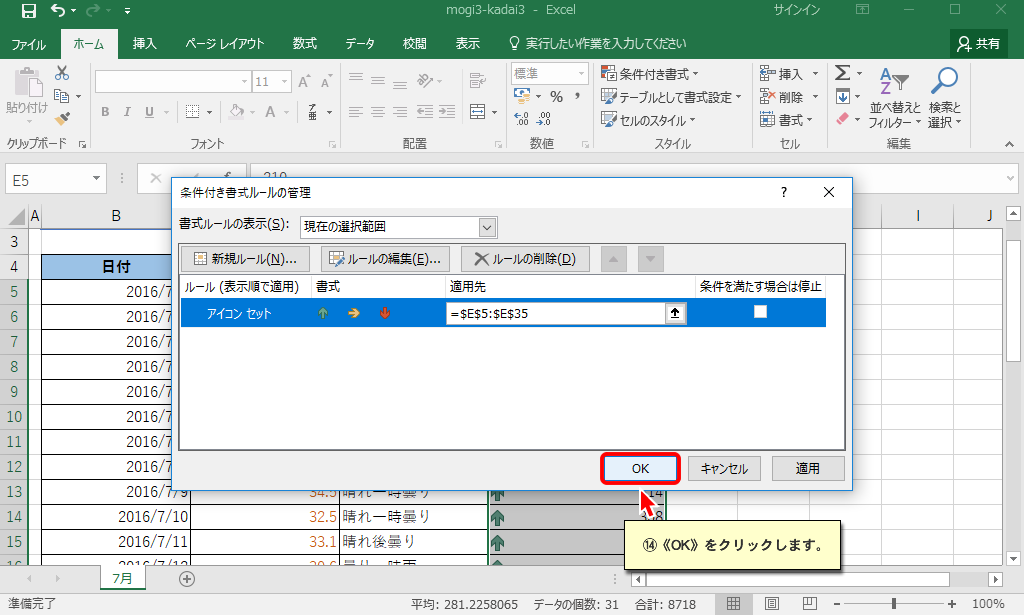 mogi3-kadai3 - Excel
サインイン
ファイル ホーム 挿入 ページ レイアウト 数式 データ 校閲 表示 実行したい作業を入力してください 共有
貼り付け
クリップボード
11
A A
B I U
A
フォント
配置
標準
% ,
数値
条件付き書式
テーブルとして書式設定
セルのスタイル
スタイル
挿入
削除
書式
セル
Σ
並べ替えと
フィルター
検索と
選択
編集
E5
条件付き書式ルールの管理
? ×
書式ルールの表示(S): 現在の選択範囲
新規ルール(N)... ルールの編集(E)... ルールの削除(D)
ルール (表示順で適用) 書式 適用先 条件を満たす場合は停止
アイコン セット =$E$5:$E$35
OK キャンセル 適用
A B I J
3
4 日付
5 2016/7
6 2016/7
7 2016/7
8 2016/7
9 2016/7
10 2016/7
11 2016/7
12 2016/7
13 2016/7/9 34.5 晴れ一時曇り
14 2016/7/10 32.5 晴れ一時曇り
15 2016/7/11 33.1 晴れ後曇り
⑭《OK》をクリックします。
7月
準備完了 平均: 281.2258065 データの個数: 31 合計: 8718 100%